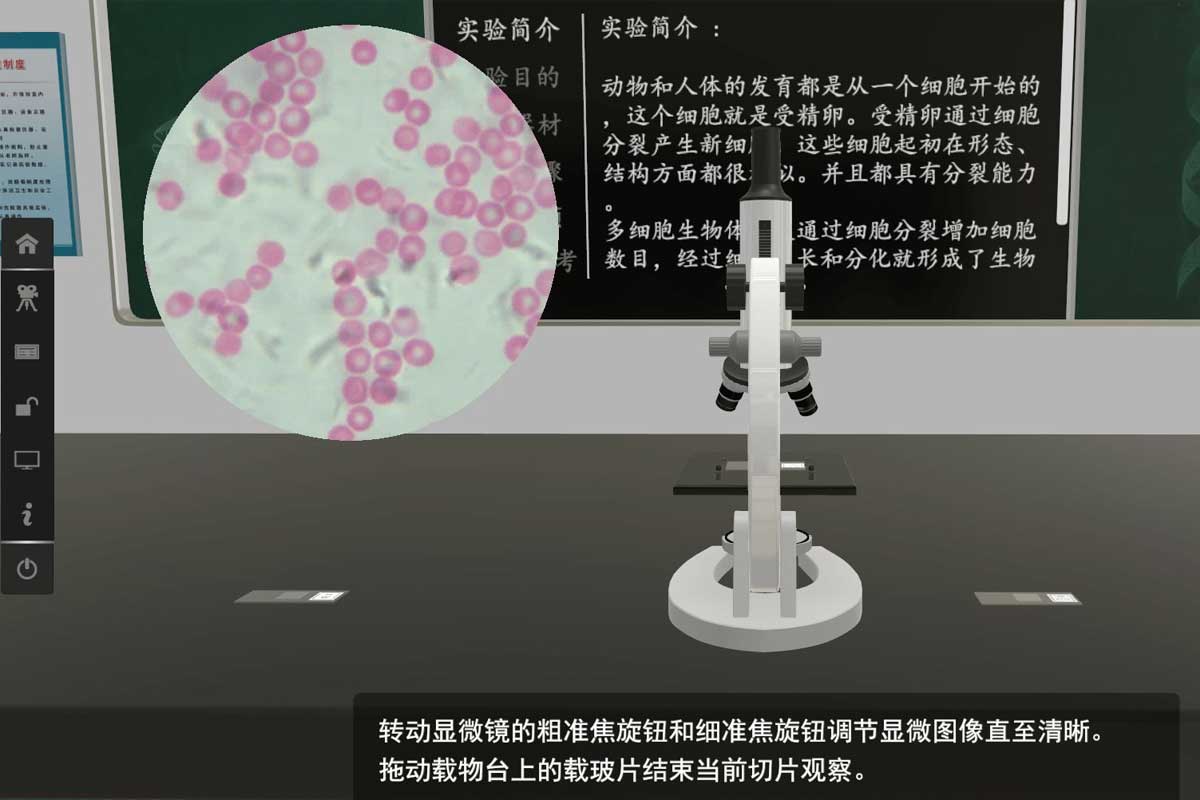 制度
实验简介
验目的
材
骤
考
实验简介 :
动物和人体的发育都是从一个细胞开始的
，这个细胞就是受精卵。受精卵通过细胞
分裂产生新细 这些细胞起初在形态、
结构方面都很 以。并且都具有分裂能力
。
多细胞生物体 通过细胞分裂增加细胞
数目，经过细 长和分化就形成了生物
转动显微镜的粗准焦旋钮和细准焦旋钮调节显微图像直至清晰。
拖动载物台上的载玻片结束当前切片观察。